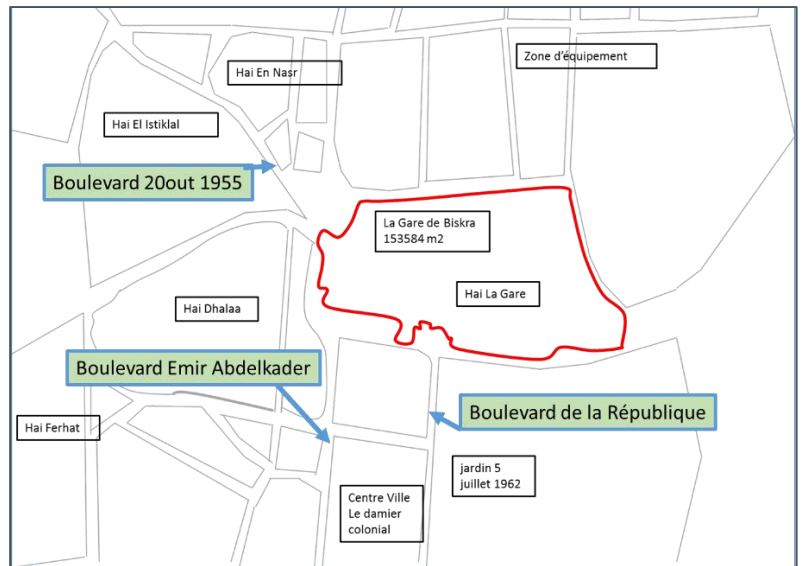 Hai En Nasr
Zone d'équipement
Hai El Istiklal
Boulevard 20out 1955
La Gare de Biskra
153584 m2
Hai La Gare
Hai Dhalaa
Boulevard Emir Abdelkader
Boulevard de la République
Hai Ferhat
jardin 5
juillet 1962
Centre Ville
Le damier
colonial